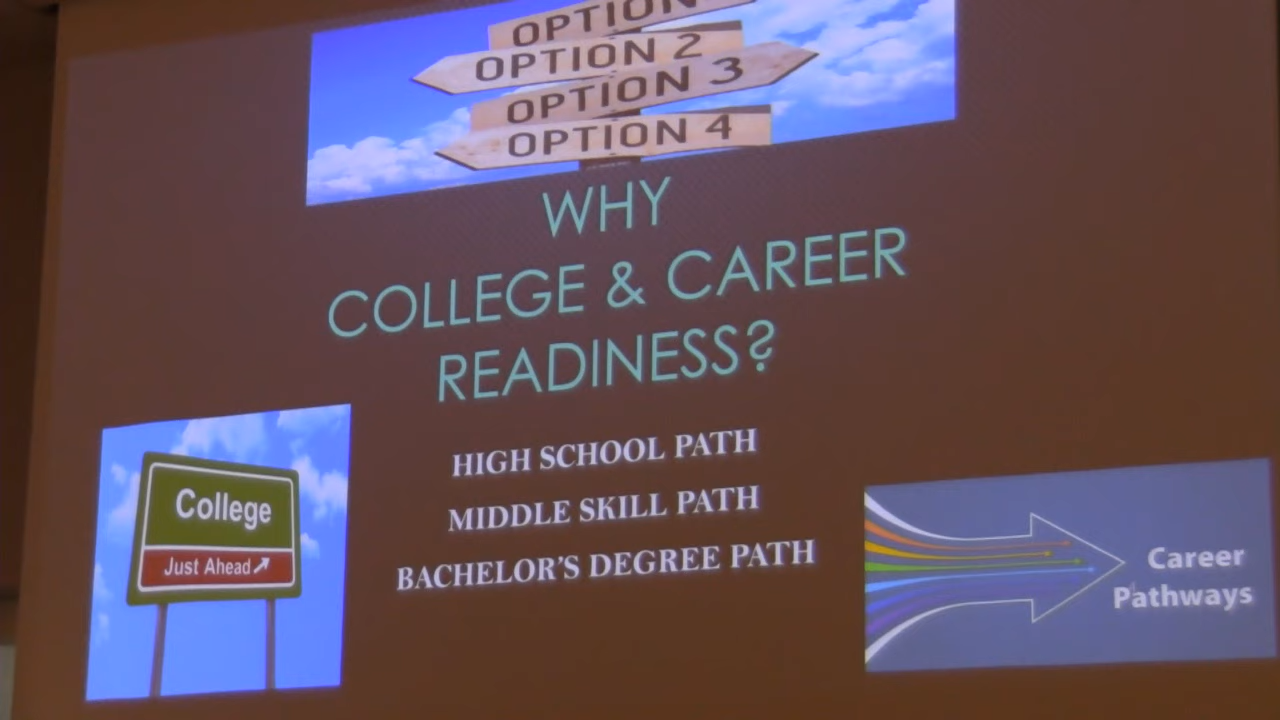 OPTION
OPTION 2
OPTION 3
OPTION 4
WHY
COLLEGE & CAREER
READINESS?
HIGH SCHOOL PATH
MIDDLE SKILL PATH
BACHELOR'S DEGREE PATH
College
Just Ahead
Career
Pathways